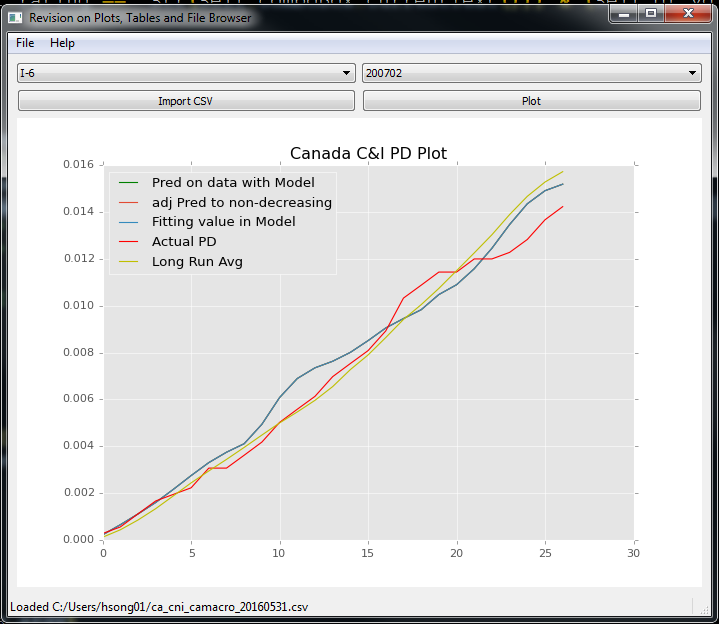 Revision on Plots, Tables and File Browser
File Help
I-6 200702
Import CSV Plot
Canada C&I PD Plot
0.016
0.014
0.012
0.010
0.008
0.006
0.004
0.002
0.000
Pred on data with Model
adj Pred to non-decreasing
Fitting value in Model
Actual PD
Long Run Avg
0 5 10 15 20 25 30
Loaded C:/Users/hsong01/ca_cni_camacro_20160531.csv